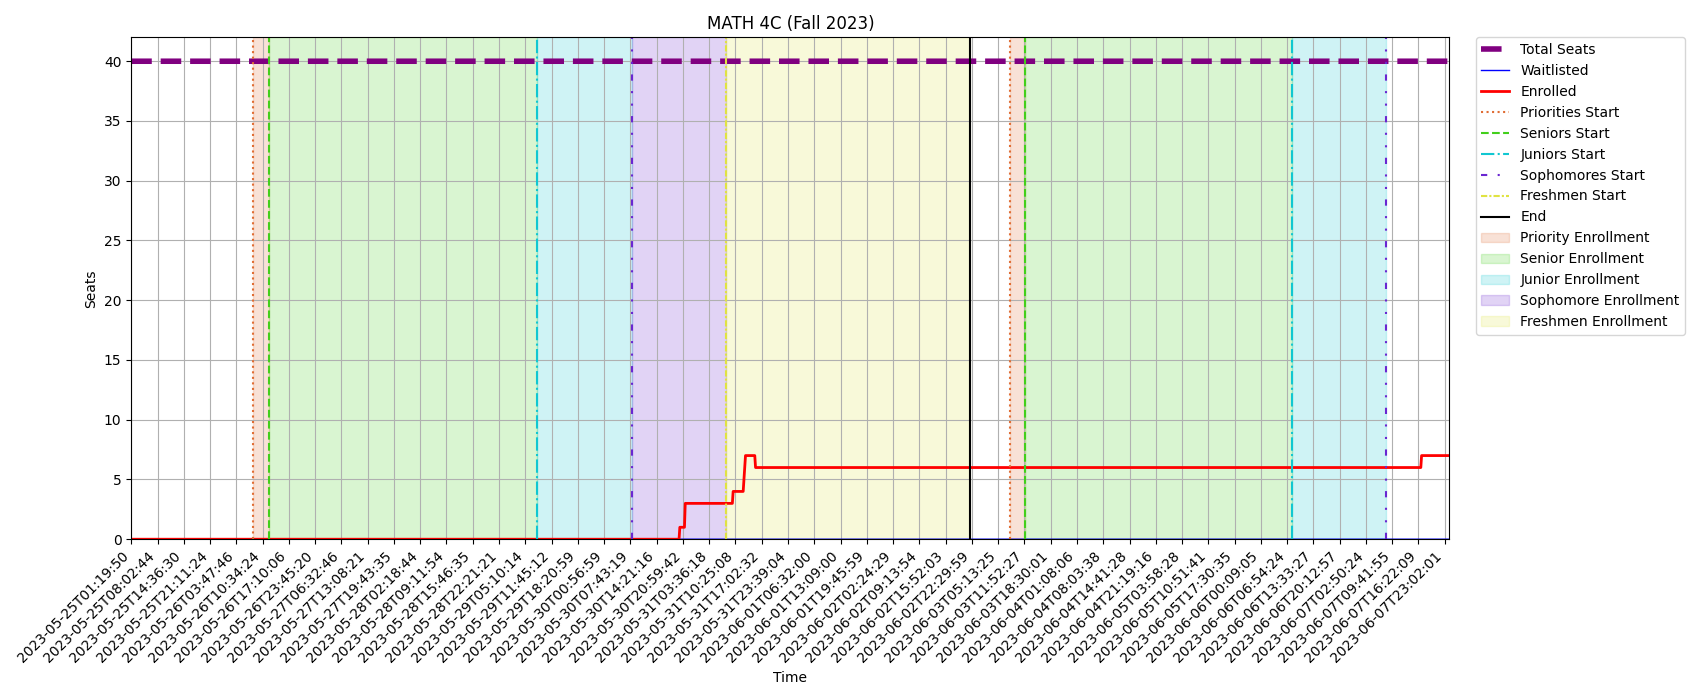 MATH 4C (Fall 2023)
Total Seats
Waitlisted
Enrolled
Priorities Start
Seniors Start
Juniors Start
Sophomores Start
Freshmen Start
End
Priority Enrollment
Senior Enrollment
Junior Enrollment
Sophomore Enrollment
Freshmen Enrollment
Seats
40
35
30
25
20
15
10
5
0
2023-05-25T01:19:50
2023-05-25T08:02:44
2023-05-25T14:36:30
2023-05-25T21:11:24
2023-05-26T03:47:46
2023-05-26T10:34:24
2023-05-26T17:10:06
2023-05-26T23:45:20
2023-05-27T06:32:46
2023-05-27T13:08:21
2023-05-27T19:43:35
2023-05-28T02:18:44
2023-05-28T09:11:54
2023-05-28T15:46:35
2023-05-28T22:21:21
2023-05-29T05:10:14
2023-05-29T11:45:12
2023-05-29T18:20:59
2023-05-30T00:56:59
2023-05-30T07:43:19
2023-05-30T14:21:16
2023-05-30T20:59:42
2023-05-31T03:36:18
2023-05-31T10:25:08
2023-05-31T17:02:32
2023-05-31T23:39:04
2023-06-01T06:32:00
2023-06-01T13:09:00
2023-06-01T19:45:59
2023-06-02T02:24:29
2023-06-02T09:13:54
2023-06-02T15:52:03
2023-06-02T22:29:59
2023-06-03T05:13:25
2023-06-03T11:52:27
2023-06-03T18:30:01
2023-06-04T01:08:06
2023-06-04T08:03:38
2023-06-04T14:41:28
2023-06-04T21:19:16
2023-06-05T03:58:28
2023-06-05T10:51:41
2023-06-05T17:30:35
2023-06-06T00:09:05
2023-06-06T06:54:24
2023-06-06T13:33:27
2023-06-06T20:12:57
2023-06-07T02:50:24
2023-06-07T09:41:55
2023-06-07T16:22:09
2023-06-07T23:02:01
Time